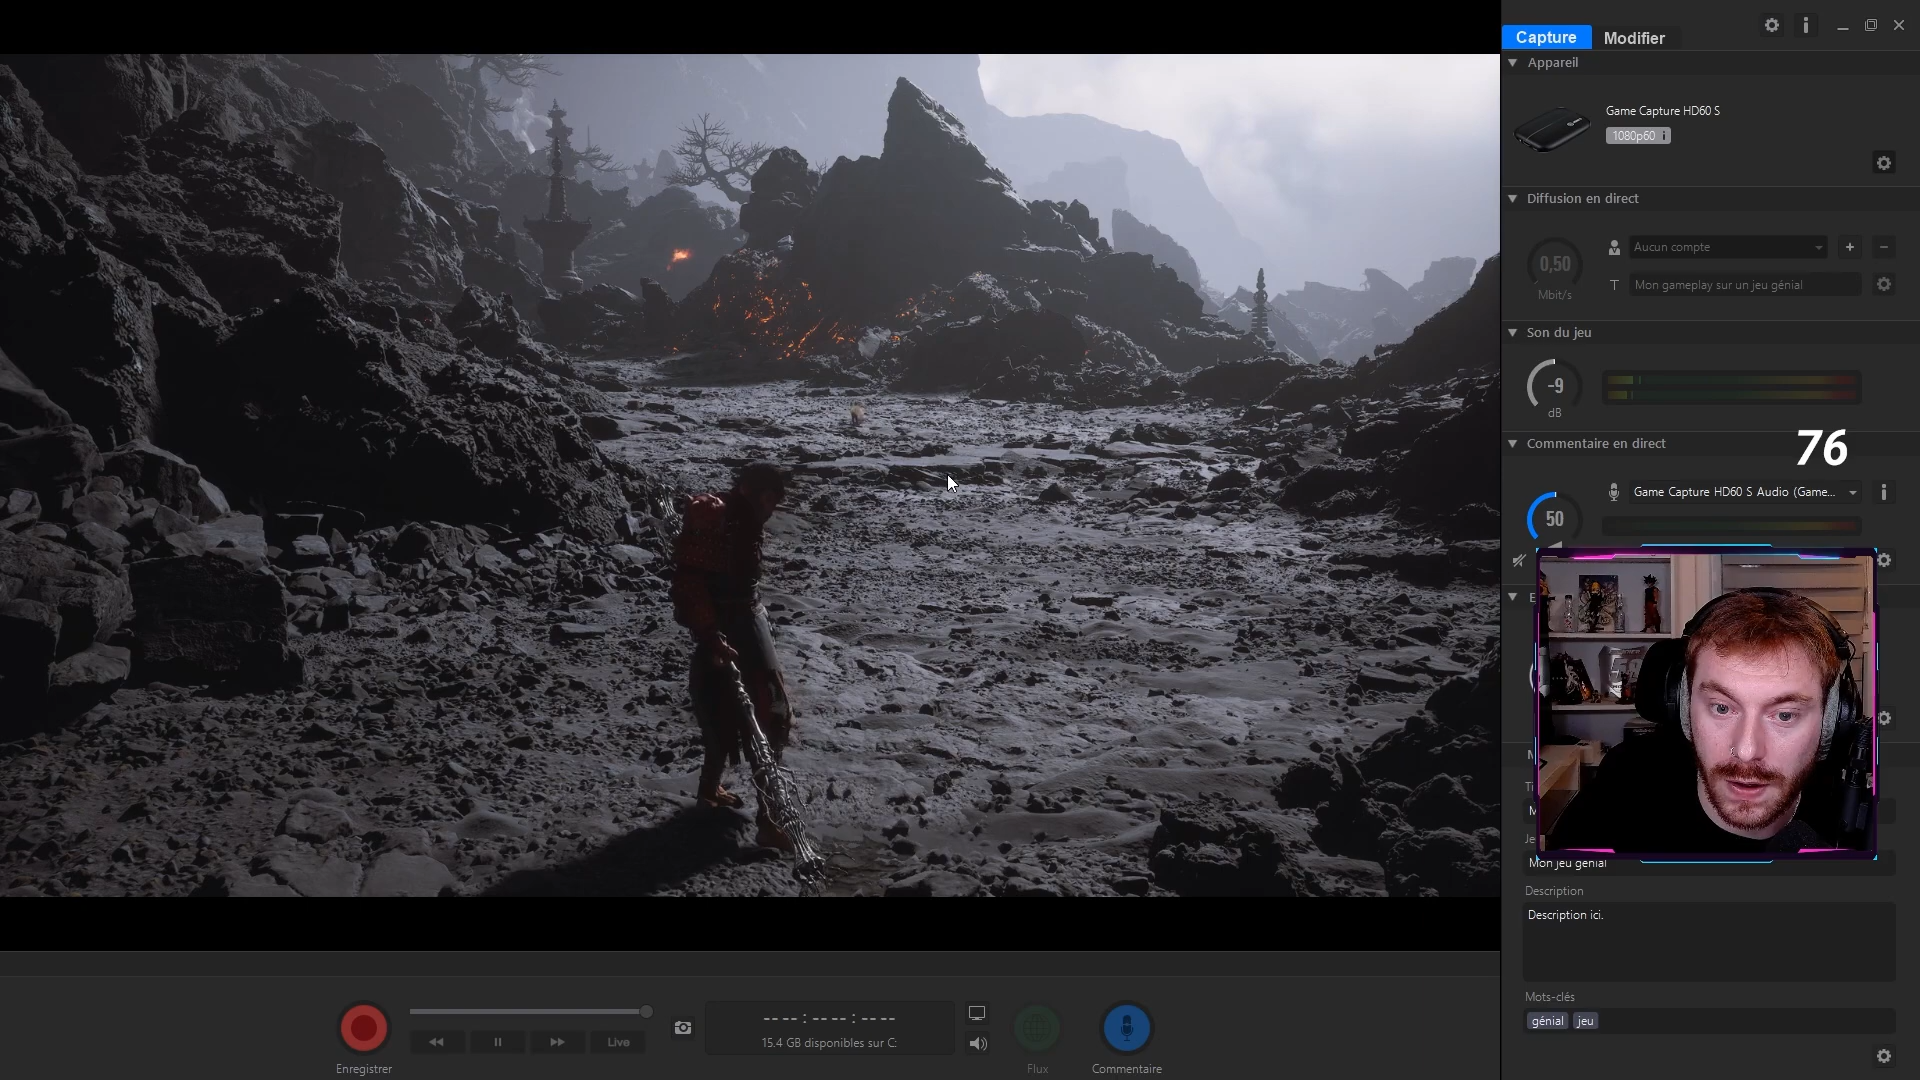 Capture
Modifier
Appareil
Game Capture HD60 S
1080p60
Diffusion en direct
0,50
Mbit/s
Aucun compte
Mon gameplay sur un jeu génial
Son du jeu
-9
dB
Commentaire en direct
76
Game Capture HD60 S Audio (Game...
50
Mon jeu génial
Description
Description ici.
Mots-clés
génial
jeu
Live
-- -- : -- -- : -- --
15.4 GB disponibles sur C:
Enregistrer
Flux
Commentaire